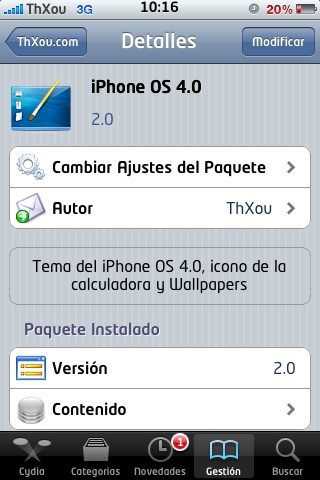 ThXou 3G 10:16 20%
ThXou.com Detalles Modificar
iPhone OS 4.0
2.0
Cambiar Ajustes del Paquete
Autor ThXou
Tema del iPhone OS 4.0, icono de la
calculadora y Wallpapers
Paquete Instalado
Versión 2.0
Contenido
1
Cydia Categorías Novedades Gestión Buscar